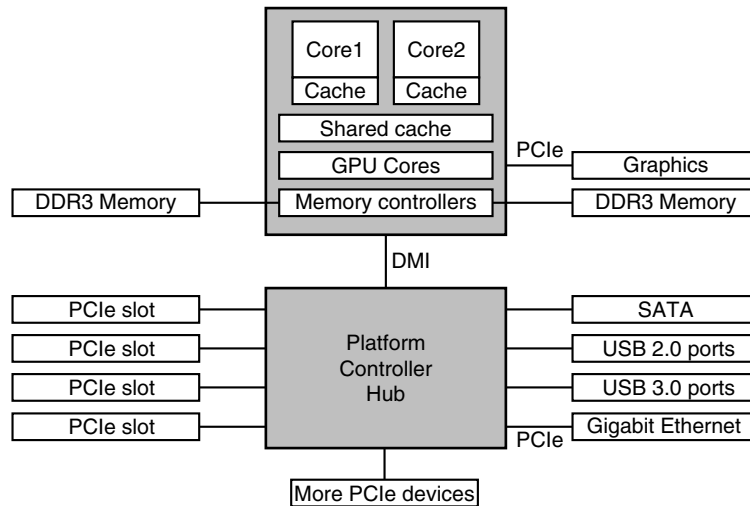 Core1 Core2
Cache Cache
Shared cache
PCIe
GPU Cores Graphics
DDR3 Memory Memory controllers DDR3 Memory
DMI
PCIe slot SATA
PCIe slot Platform USB 2.0 ports
Controller
PCIe slot Hub USB 3.0 ports
PCIe slot Gigabit Ethernet
PCIe
More PCIe devices